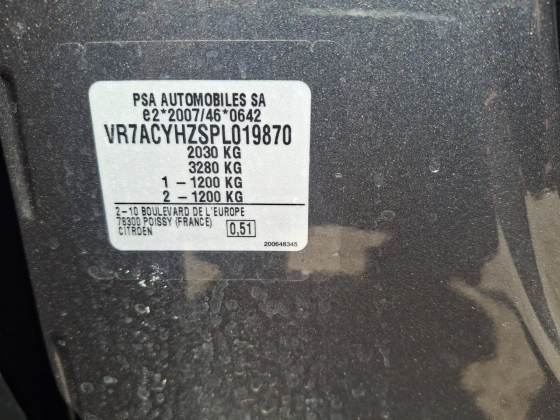 PSA AUTOMOBILES SA
e2*2007/46*0642
VR7ACYHZSPL019870
2030 KG
3280 KG
1 – 1200 KG
2 – 1200 KG
2–10 BOULEVARD DE L'EUROPE
78300 POISSY (FRANCE)
CITROEN
0,51
200646345